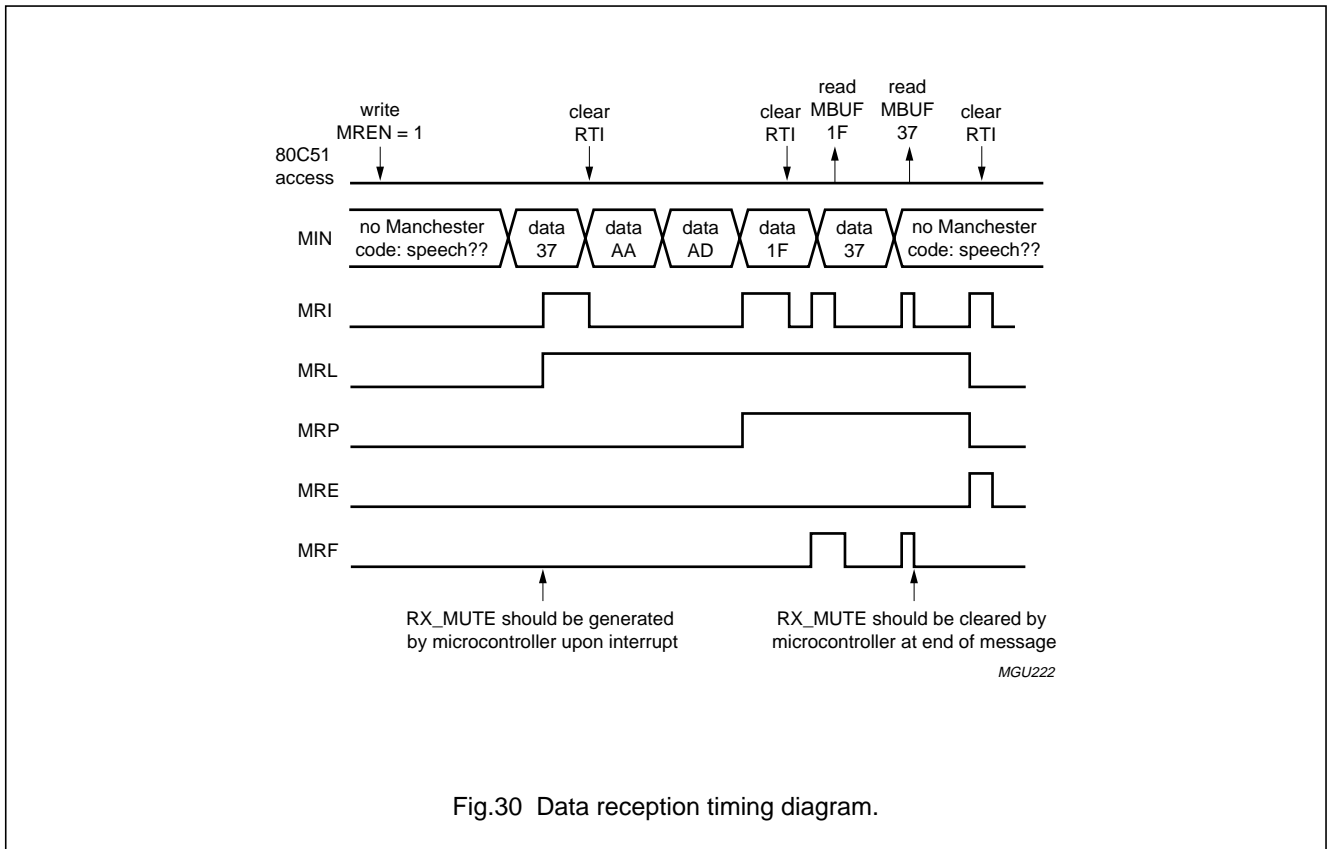 write
MREN = 1
clear
RTI
clear
RTI
read
MBUF
1F
read
MBUF
37
clear
RTI
80C51
access
MIN
no Manchester
code: speech??
data
37
data
AA
data
AD
data
1F
data
37
no Manchester
code: speech??
MRI
MRL
MRP
MRE
MRF
RX_MUTE should be generated
by microcontroller upon interrupt
RX_MUTE should be cleared by
microcontroller at end of message
MGU222
Fig.30 Data reception timing diagram.